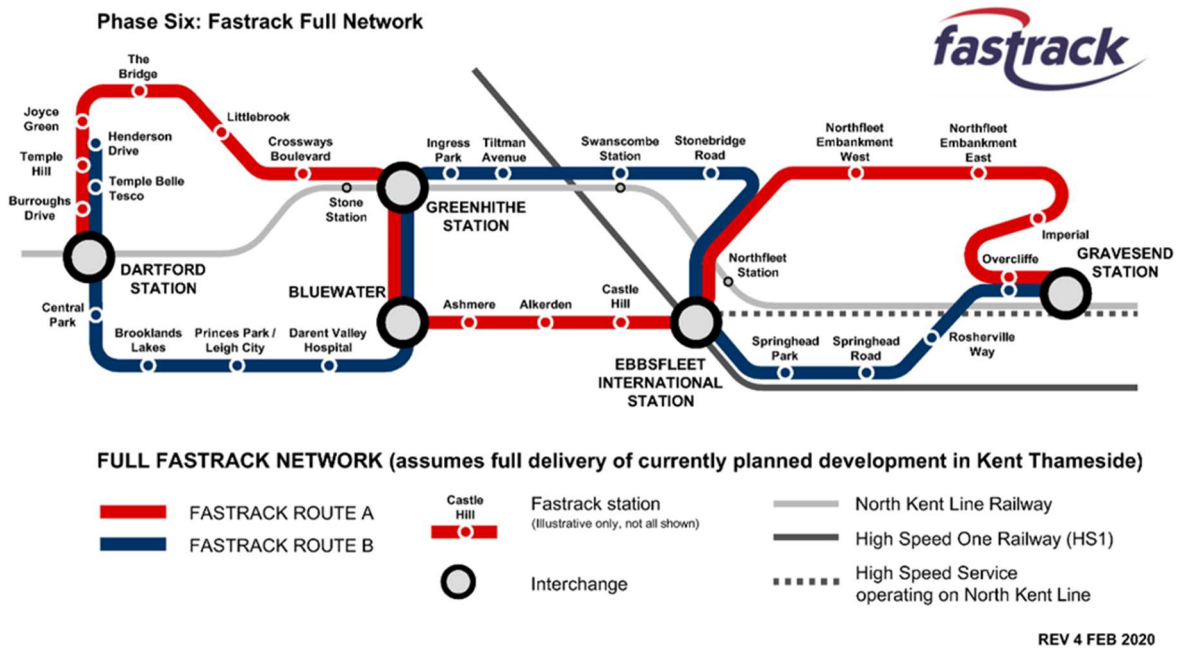 Phase Six: Fastrack Full Network
fastrack
The
Bridge
Joyce
Green
Henderson
Drive
Littlebrook
Crossways
Boulevard
Temple
Hill
Temple Belle
Tesco
Burroughs
Drive
Stone
Station
Ingress
Park
Tiltman
Avenue
Swanscombe
Station
Stonebridge
Road
Northfleet
Embankment
West
Northfleet
Embankment
East
GREENHITHE
STATION
Imperial
DARTFORD
STATION
BLUEWATER
Northfleet
Station
Overcliffe
GRAVESEND
STATION
Central
Park
Brooklands
Lakes
Princes Park /
Leigh City
Darent Valley
Hospital
Ashmere
Alkerden
Castle
Hill
EBBSFLEET
INTERNATIONAL
STATION
Springhead
Park
Springhead
Road
Rosherville
Way
FULL FASTRACK NETWORK (assumes full delivery of currently planned development in Kent Thameside)
FASTRACK ROUTE A
FASTRACK ROUTE B
Castle
Hill
Fastrack station
(Illustrative only, not all shown)
Interchange
North Kent Line Railway
High Speed One Railway (HS1)
High Speed Service
operating on North Kent Line
REV 4 FEB 2020